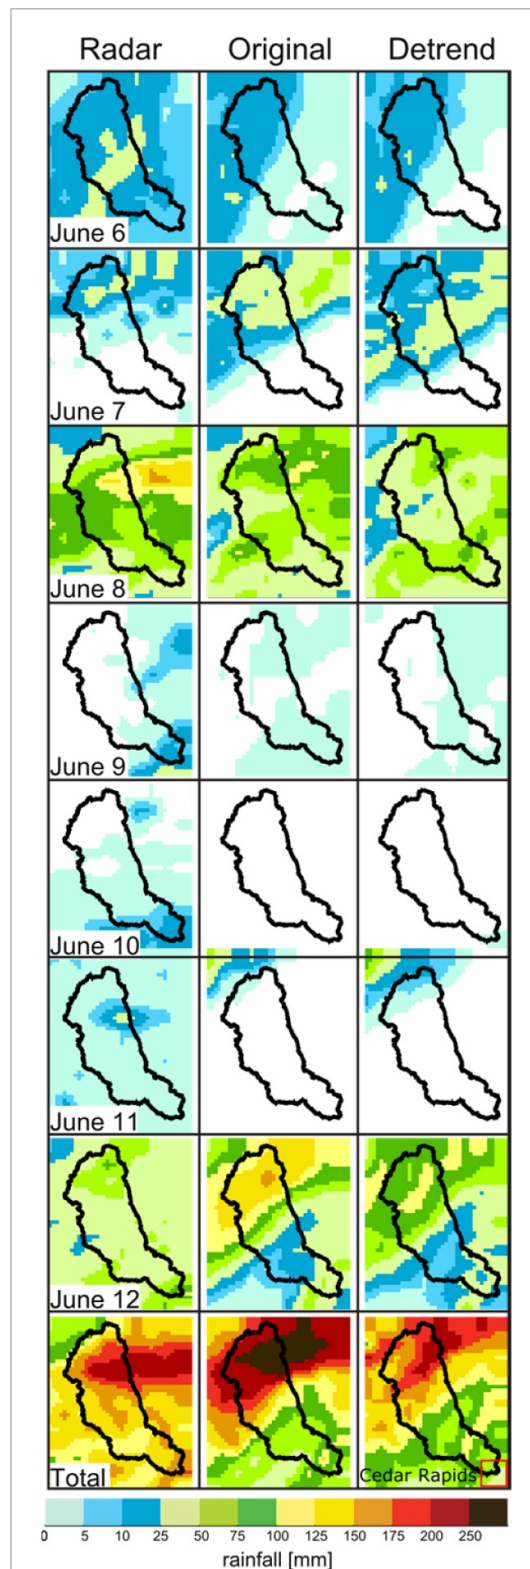 Radar Original Detrend
June 6
June 7
June 8
June 9
June 10
June 11
June 12
Total Cedar Rapids
0 5 10 25 50 75 100 125 150 175 200 250
rainfall [mm]